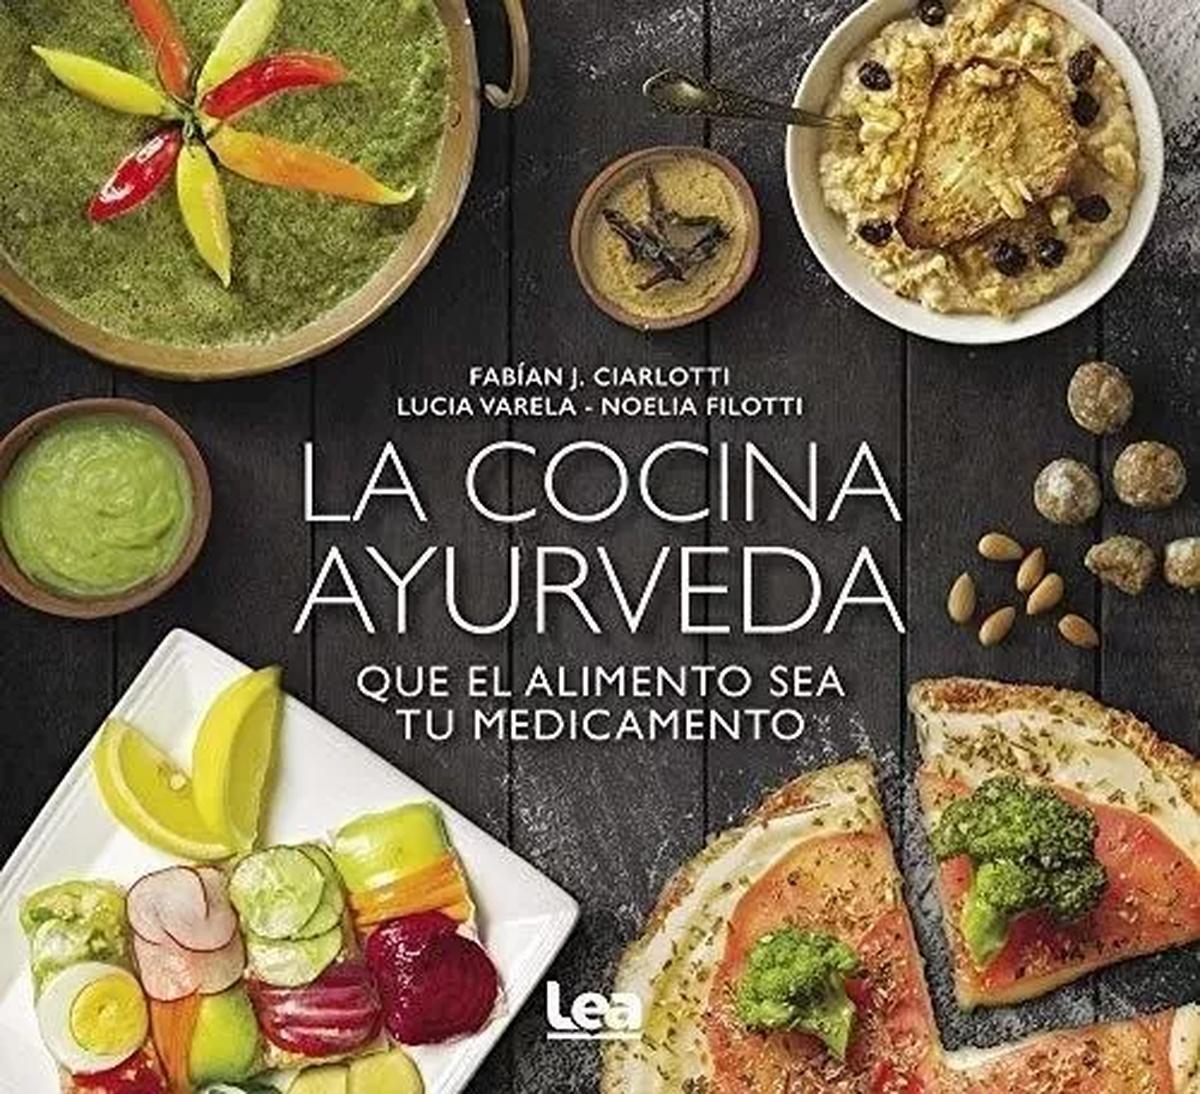 FABÍAN J. CIARLOTTI
LUCIA VARELA - NOELIA FILOTTI
LA COCINA
AYURVEDA
QUE EL ALIMENTO SEA
TU MEDICAMENTO
Lea